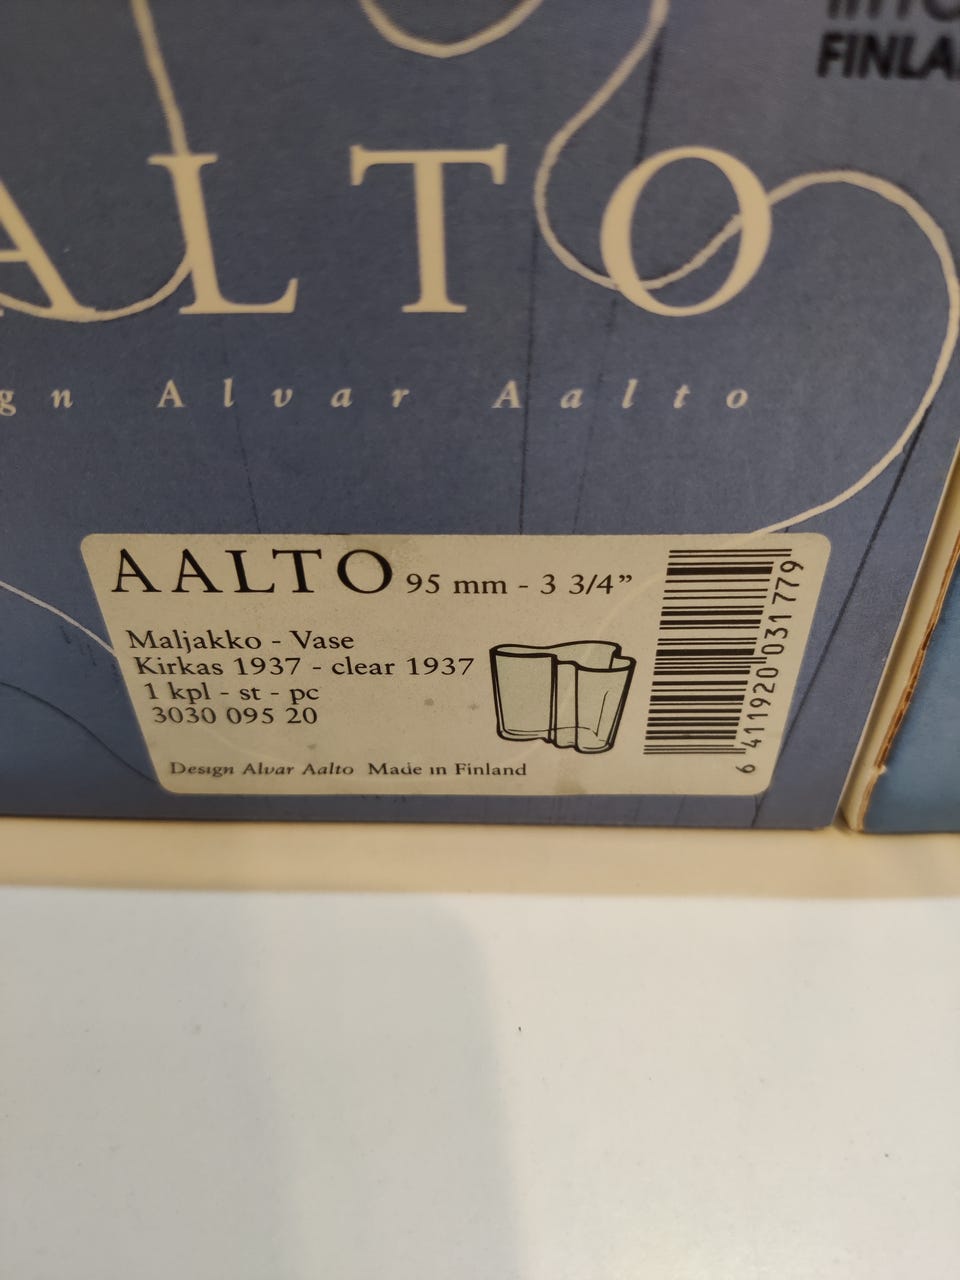 FINLA
ALTO
gn Alvar Aalto
AALTO 95 mm - 3 3/4”
Maljakko - Vase
Kirkas 1937 - clear 1937
1 kpl - st - pc
3030 095 20
Design Alvar Aalto Made in Finland
6 411920 031779